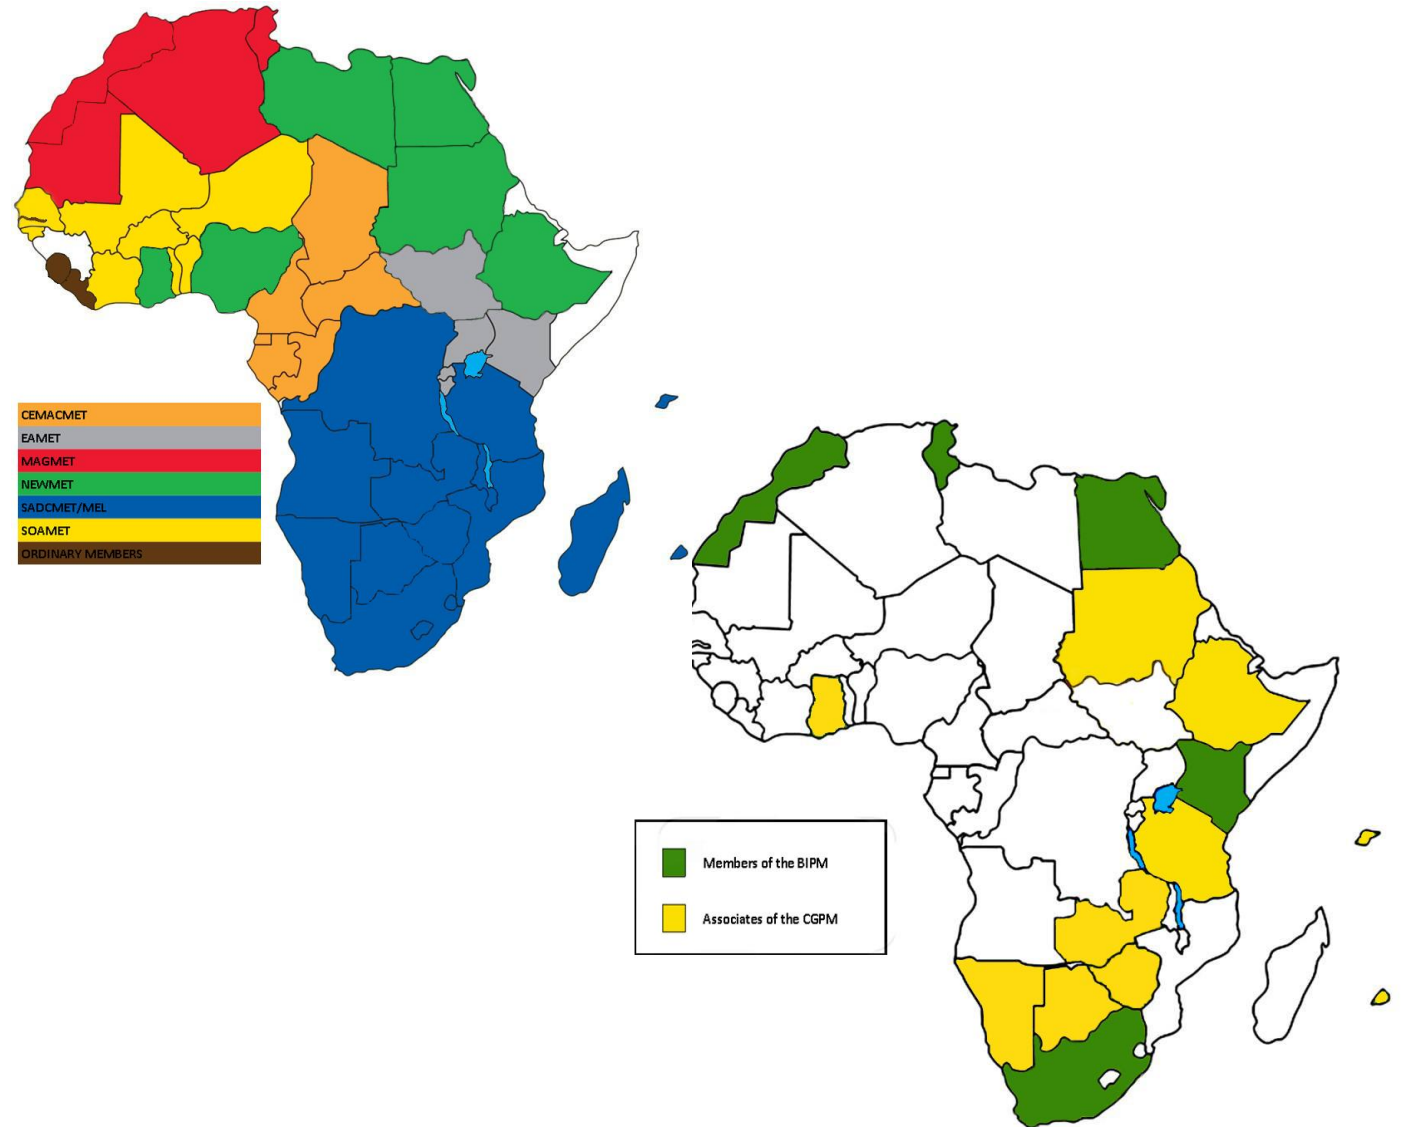 CEMACMET
EAMET
MAGMET
NEWMET
SADCMET/MEL
SOAMET
ORDINARY MEMBERS
Members of the BIPM
Associates of the CGPM